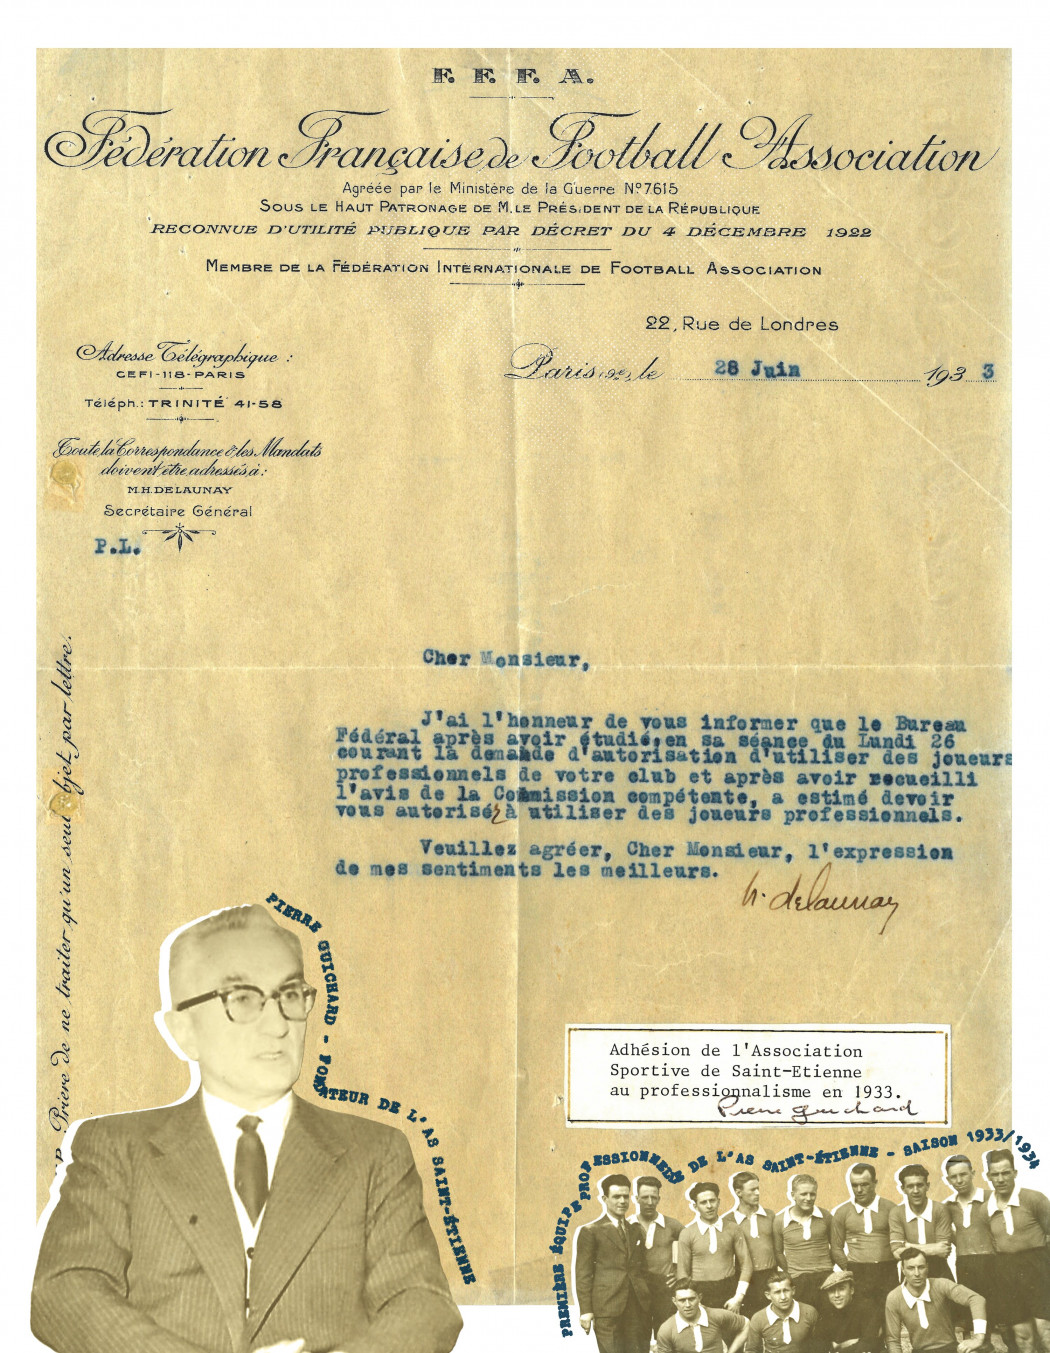 F. F. F. A.
Fédération Française de Football Association
Agréée par le Ministère de la Guerre Nº 7615
SOUS LE HAUT PATRONAGE DE M. LE PRÉSIDENT DE LA RÉPUBLIQUE
RECONNUE D'UTILITÉ PUBLIQUE PAR DÉCRET DU 4 DÉCEMBRE 1922
MEMBRE DE LA FÉDÉRATION INTERNATIONALE DE FOOTBALL ASSOCIATION
22, Rue de Londres
Paris (9e), le 28 Juin 193 3
Adresse Télégraphique :
CEFI-118-PARIS
Téléph.: TRINITÉ 41-58
Toute la Correspondance & les Mandats
doivent être adressés à :
M.H. DELAUNAY
Secrétaire Général
P.L.
Prière de ne traiter qu'un seul objet par lettre.
Cher Monsieur,
J'ai l'honneur de vous informer que le Bureau
Fédéral après avoir étudié, en sa séance du Lundi 26
courant la demande d'autorisation d'utiliser des joueurs
professionnels de votre club et après avoir recueilli
l'avis de la Commission compétente, a estimé devoir
vous autoriser à utiliser des joueurs professionnels.
Veuillez agréer, Cher Monsieur, l'expression
de mes sentiments les meilleurs.
h. delaunay
PIERRE GUICHARD - FONDATEUR DE L'AS SAINT-ÉTIENNE
Adhésion de l'Association
Sportive de Saint-Etienne
au professionnalisme en 1933.
Pierre Guichard
PREMIÈRE ÉQUIPE PROFESSIONNELLE DE L'AS SAINT-ÉTIENNE - SAISON 1933/1934